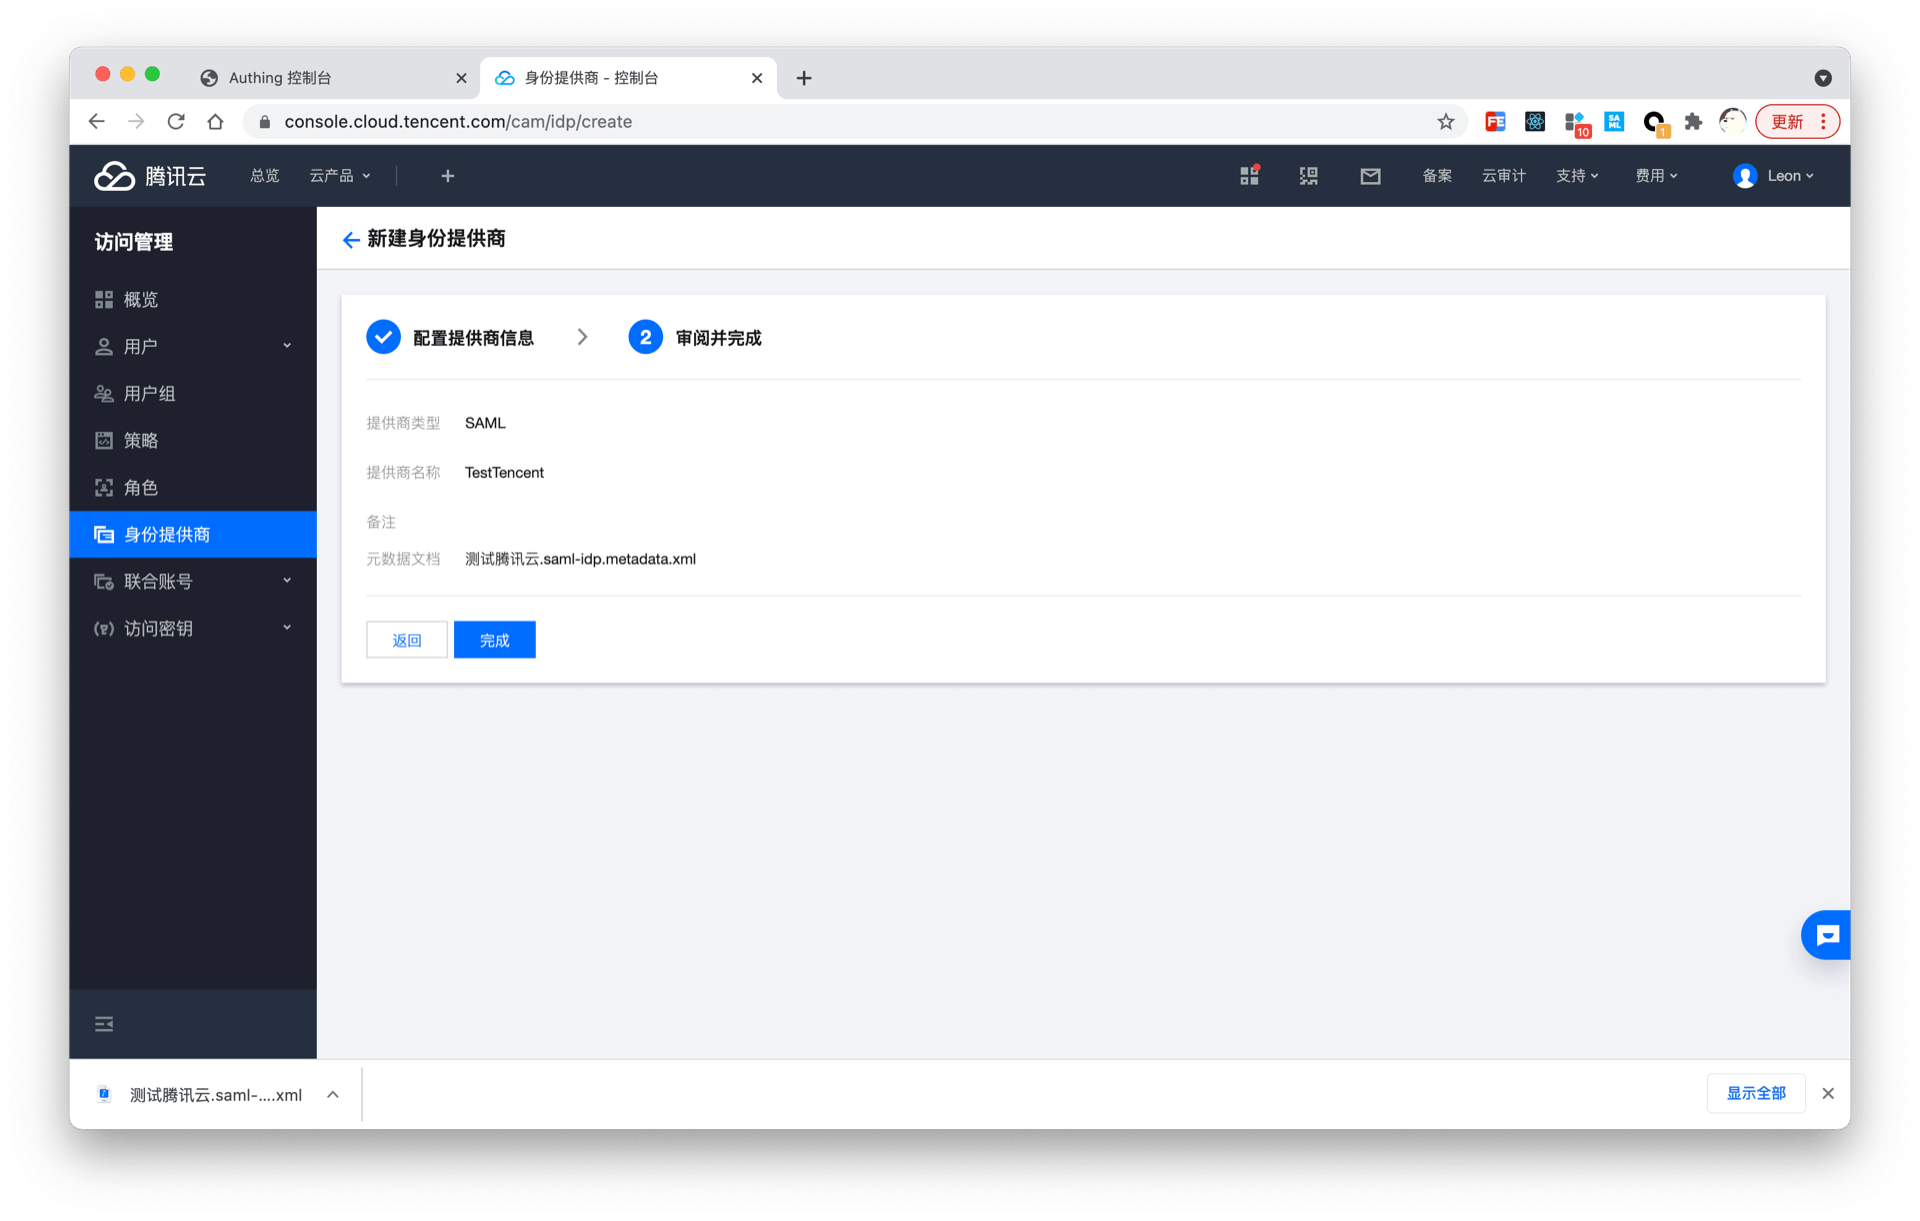 Authing 控制台
身份提供商 - 控制台
console.cloud.tencent.com/cam/idp/create
FE
10
SA
ML
1
更新
腾讯云
总览
云产品
备案
云审计
支持
费用
Leon
访问管理
概览
用户
用户组
策略
角色
身份提供商
联合账号
访问密钥
新建身份提供商
配置提供商信息
2 审阅并完成
提供商类型 SAML
提供商名称 TestTencent
备注
元数据文档 测试腾讯云.saml-idp.metadata.xml
返回
完成
测试腾讯云.saml-....xml
显示全部